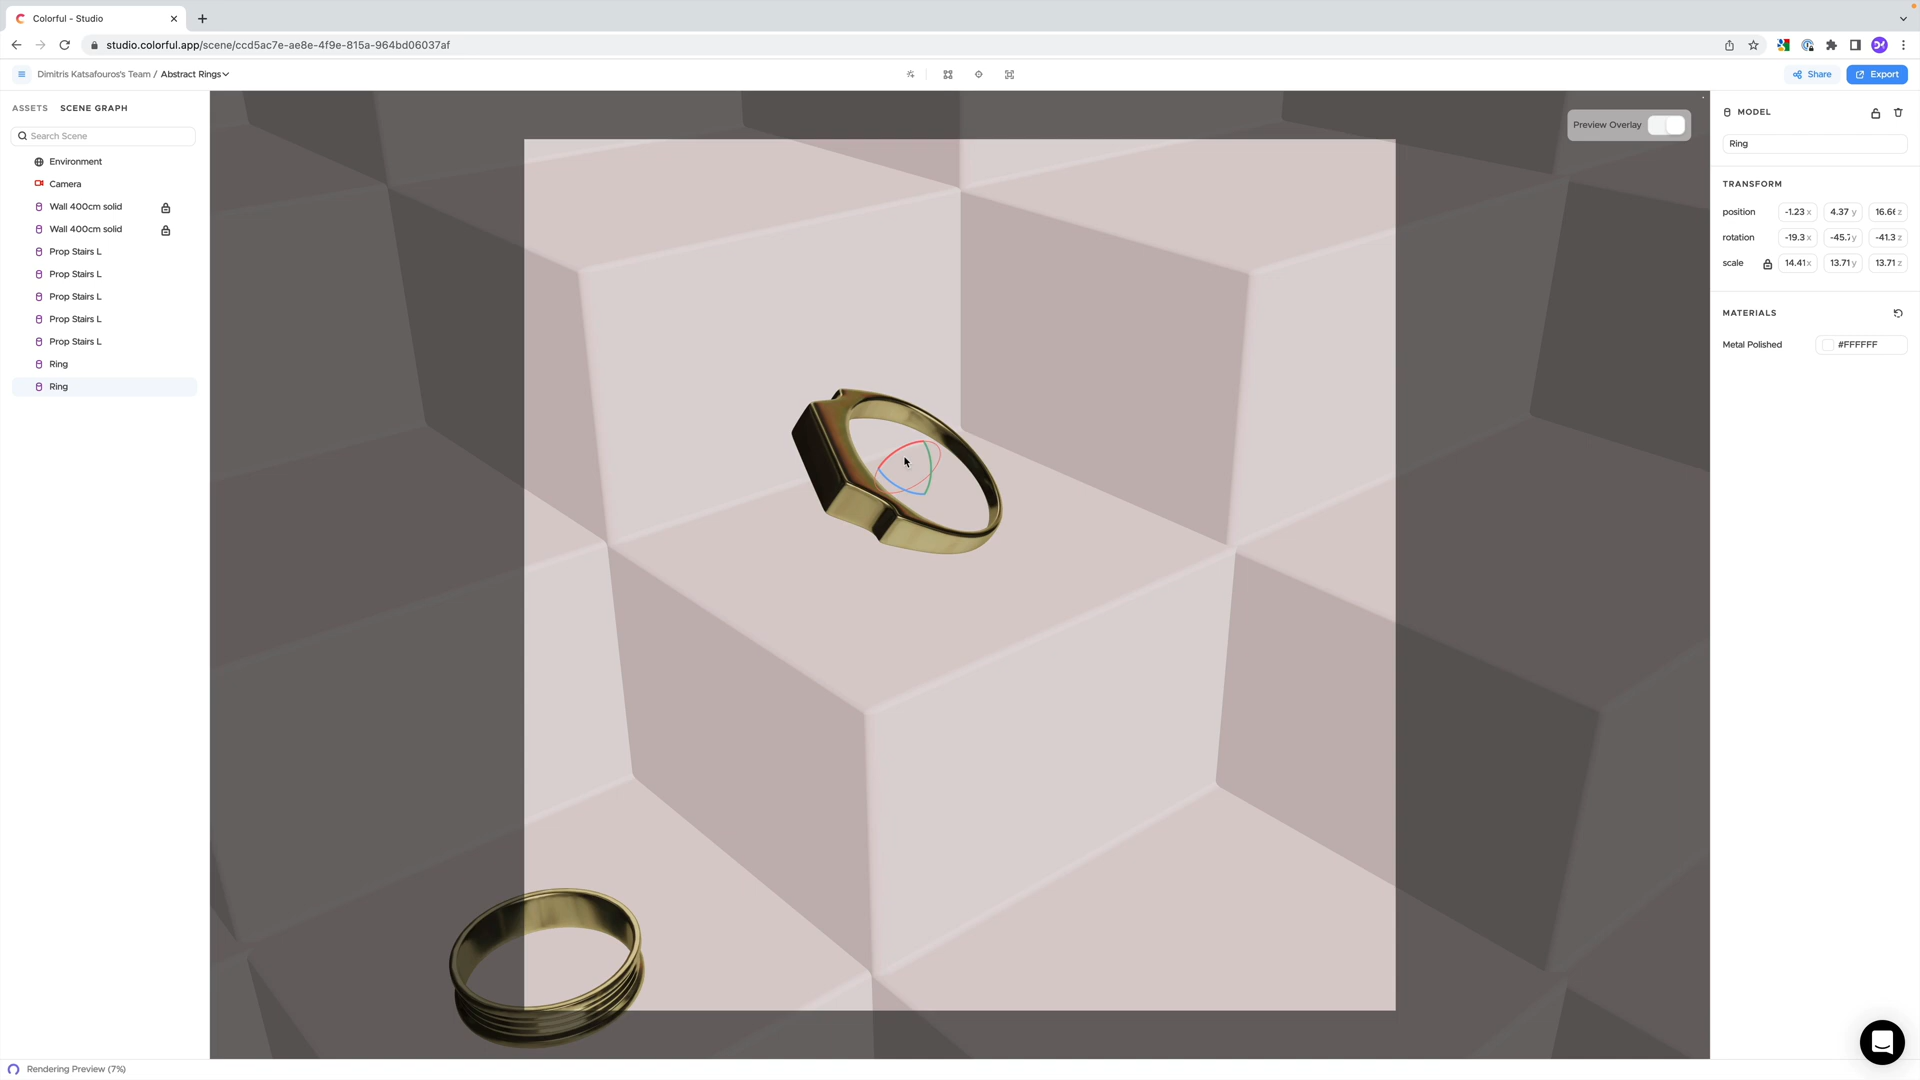 Colorful - Studio
studio.colorful.app/scene/ccd5ac7e-ae8e-4f9e-815a-964bd06037af
Dimitris Katsafouros's Team / Abstract Rings
Share
Export
ASSETS SCENE GRAPH
Search Scene
Environment
Camera
Wall 400cm solid
Wall 400cm solid
Prop Stairs L
Prop Stairs L
Prop Stairs L
Prop Stairs L
Prop Stairs L
Ring
Ring
Preview Overlay
MODEL
Ring
TRANSFORM
position -1.23 x 4.37 y 16.6 z
rotation -19.3 x -45. y -41.3 z
scale 14.41 x 13.71 y 13.71 z
MATERIALS
Metal Polished #FFFFFF
Rendering Preview (7%)